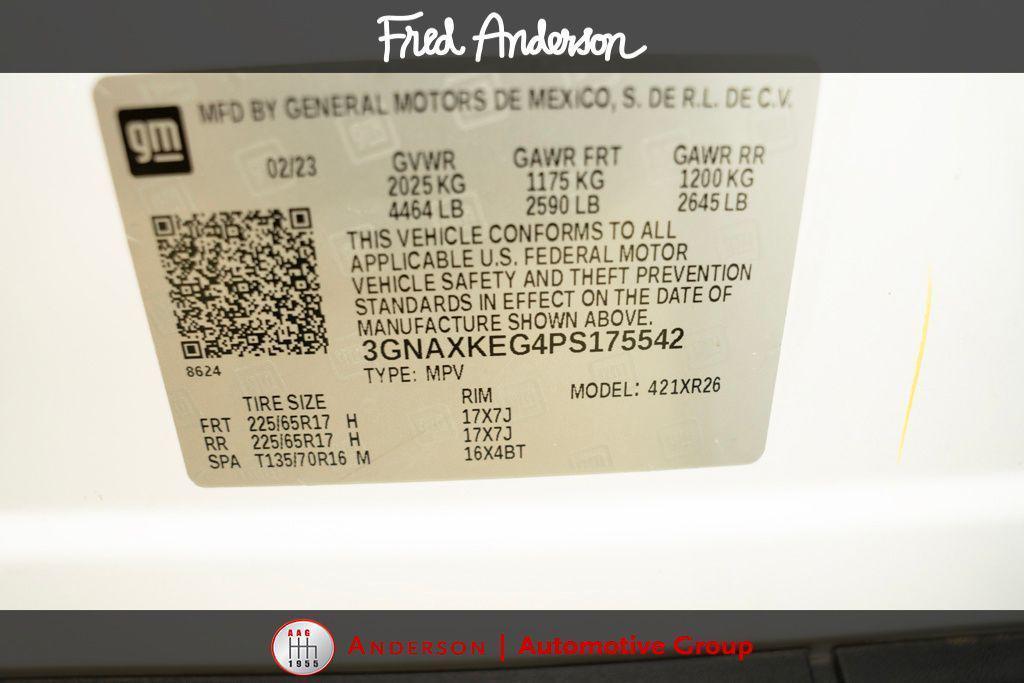 Fred Anderson
MFD BY GENERAL MOTORS DE MEXICO, S. DE R.L. DE C.V.
gm
02/23
GVWR GAWR FRT GAWR RR
2025 KG 1175 KG 1200 KG
4464 LB 2590 LB 2645 LB
THIS VEHICLE CONFORMS TO ALL
APPLICABLE U.S. FEDERAL MOTOR
VEHICLE SAFETY AND THEFT PREVENTION
STANDARDS IN EFFECT ON THE DATE OF
MANUFACTURE SHOWN ABOVE.
3GNAXKEG4PS175542
8624
TYPE: MPV
MODEL: 421XR26
TIRE SIZE RIM
FRT 225/65R17 H 17X7J
RR 225/65R17 H 17X7J
SPA T135/70R16 M 16X4BT
AAG
1955
ANDERSON | Automotive Group